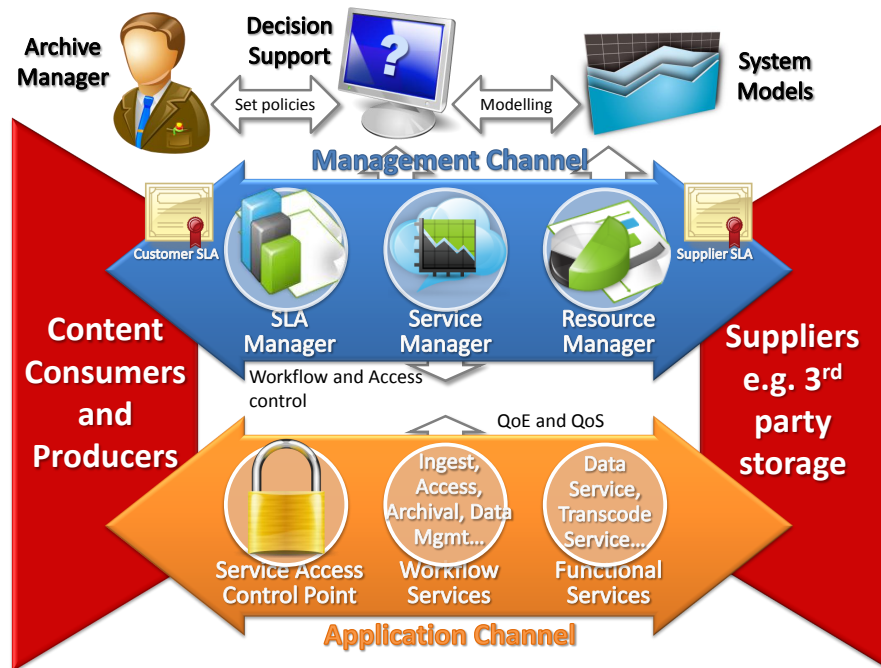 Archive
Manager
Decision
Support
?
System
Models
Set policies
Modelling
Management Channel
Customer SLA
Supplier SLA
SLA
Manager
Service
Manager
Resource
Manager
Content
Consumers
and
Producers
Suppliers
e.g. 3rd
party
storage
Workflow and Access
control
QoE and QoS
Ingest,
Access,
Archival, Data
Mgmt...
Data
Service,
Transcode
Service...
Service Access
Control Point
Workflow
Services
Functional
Services
Application Channel